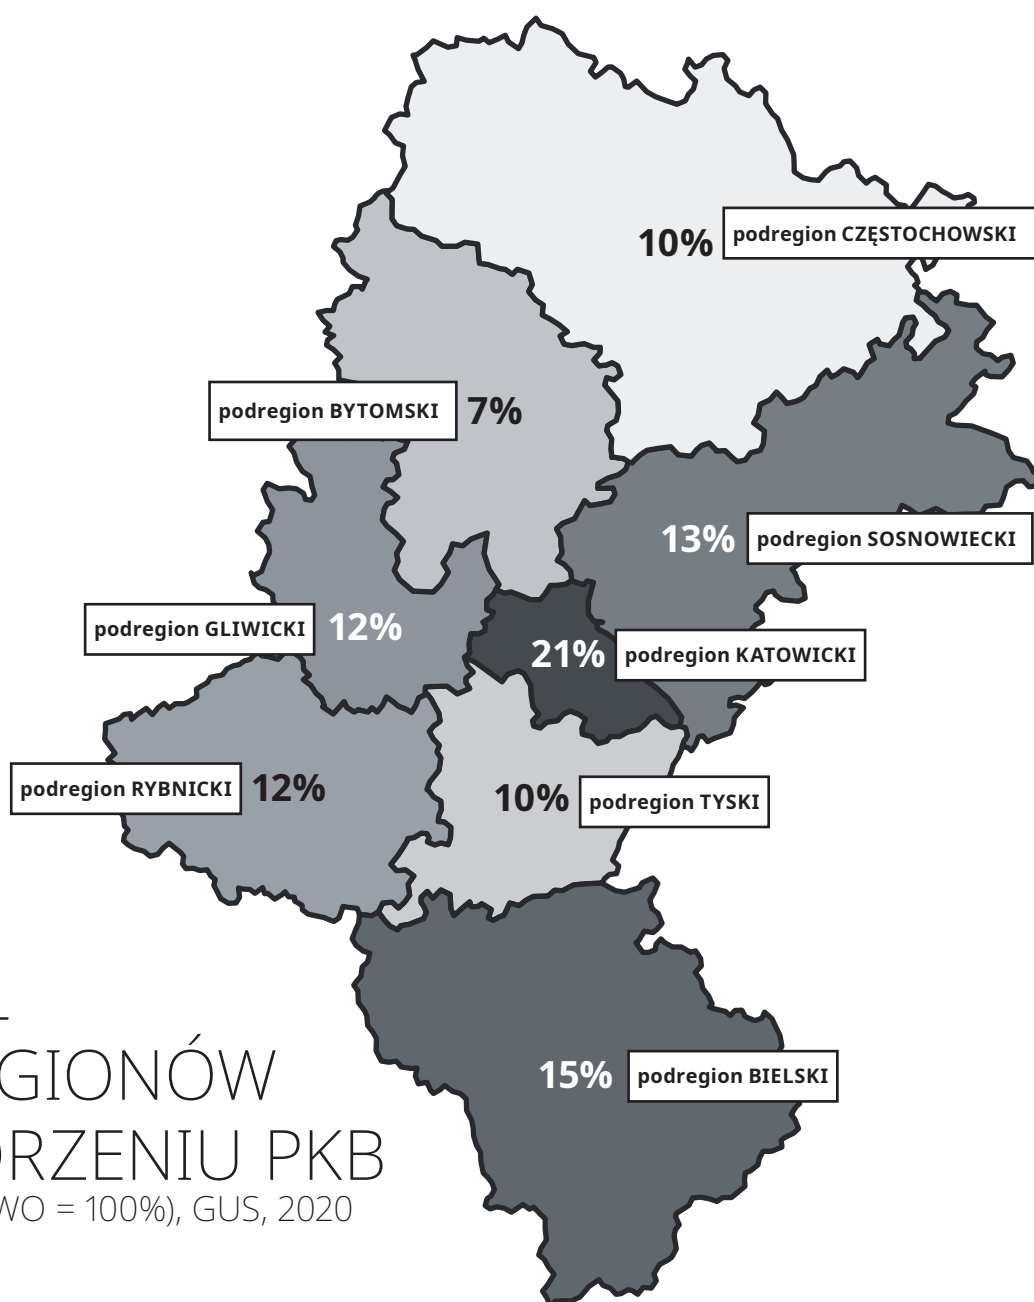 10% podregion CZĘSTOCHOWSKI
podregion BYTOMSKI 7%
13% podregion SOSNOWIECKI
podregion GLIWICKI 12%
21% podregion KATOWICKI
podregion RYBNICKI 12%
10% podregion TYSKI
GIONÓW
15% podregion BIELSKI
RZENIU PKB
WO = 100%), GUS, 2020